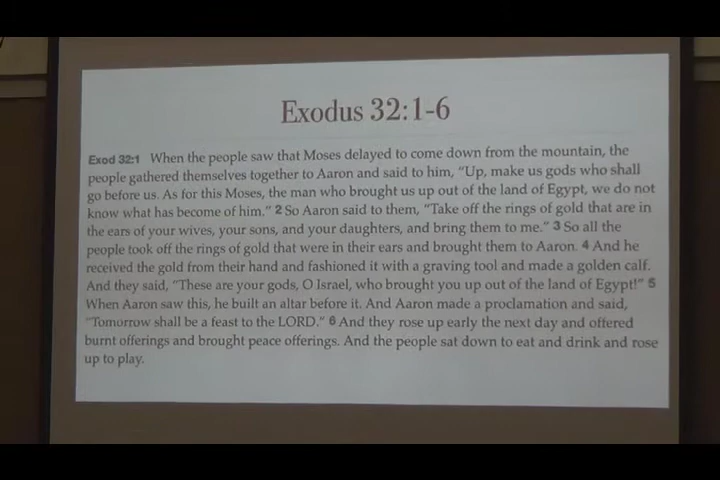 Exodus 32:1-6
Exod 32:1 When the people saw that Moses delayed to come down from the mountain, the
people gathered themselves together to Aaron and said to him, “Up, make us gods who shall
go before us. As for this Moses, the man who brought us up out of the land of Egypt, we do not
know what has become of him.” 2 So Aaron said to them, “Take off the rings of gold that are in
the ears of your wives, your sons, and your daughters, and bring them to me.” 3 So all the
people took off the rings of gold that were in their ears and brought them to Aaron. 4 And he
received the gold from their hand and fashioned it with a graving tool and made a golden calf.
And they said, “These are your gods, O Israel, who brought you up out of the land of Egypt!” 5
When Aaron saw this, he built an altar before it. And Aaron made a proclamation and said,
“Tomorrow shall be a feast to the LORD.” 6 And they rose up early the next day and offered
burnt offerings and brought peace offerings. And the people sat down to eat and drink and rose
up to play.